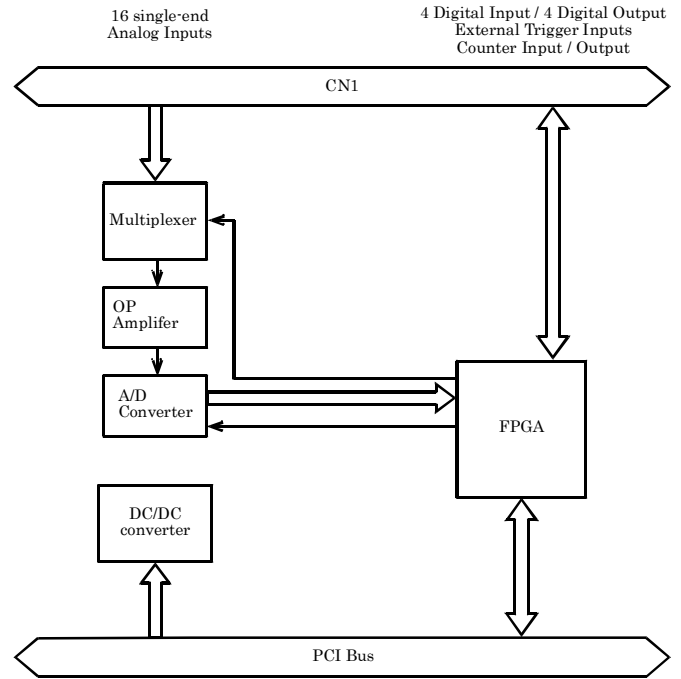 16 single-end
Analog Inputs
4 Digital Input / 4 Digital Output
External Trigger Inputs
Counter Input / Output
CN1
Multiplexer
OP
Amplifer
A/D
Converter
FPGA
DC/DC
converter
PCI Bus